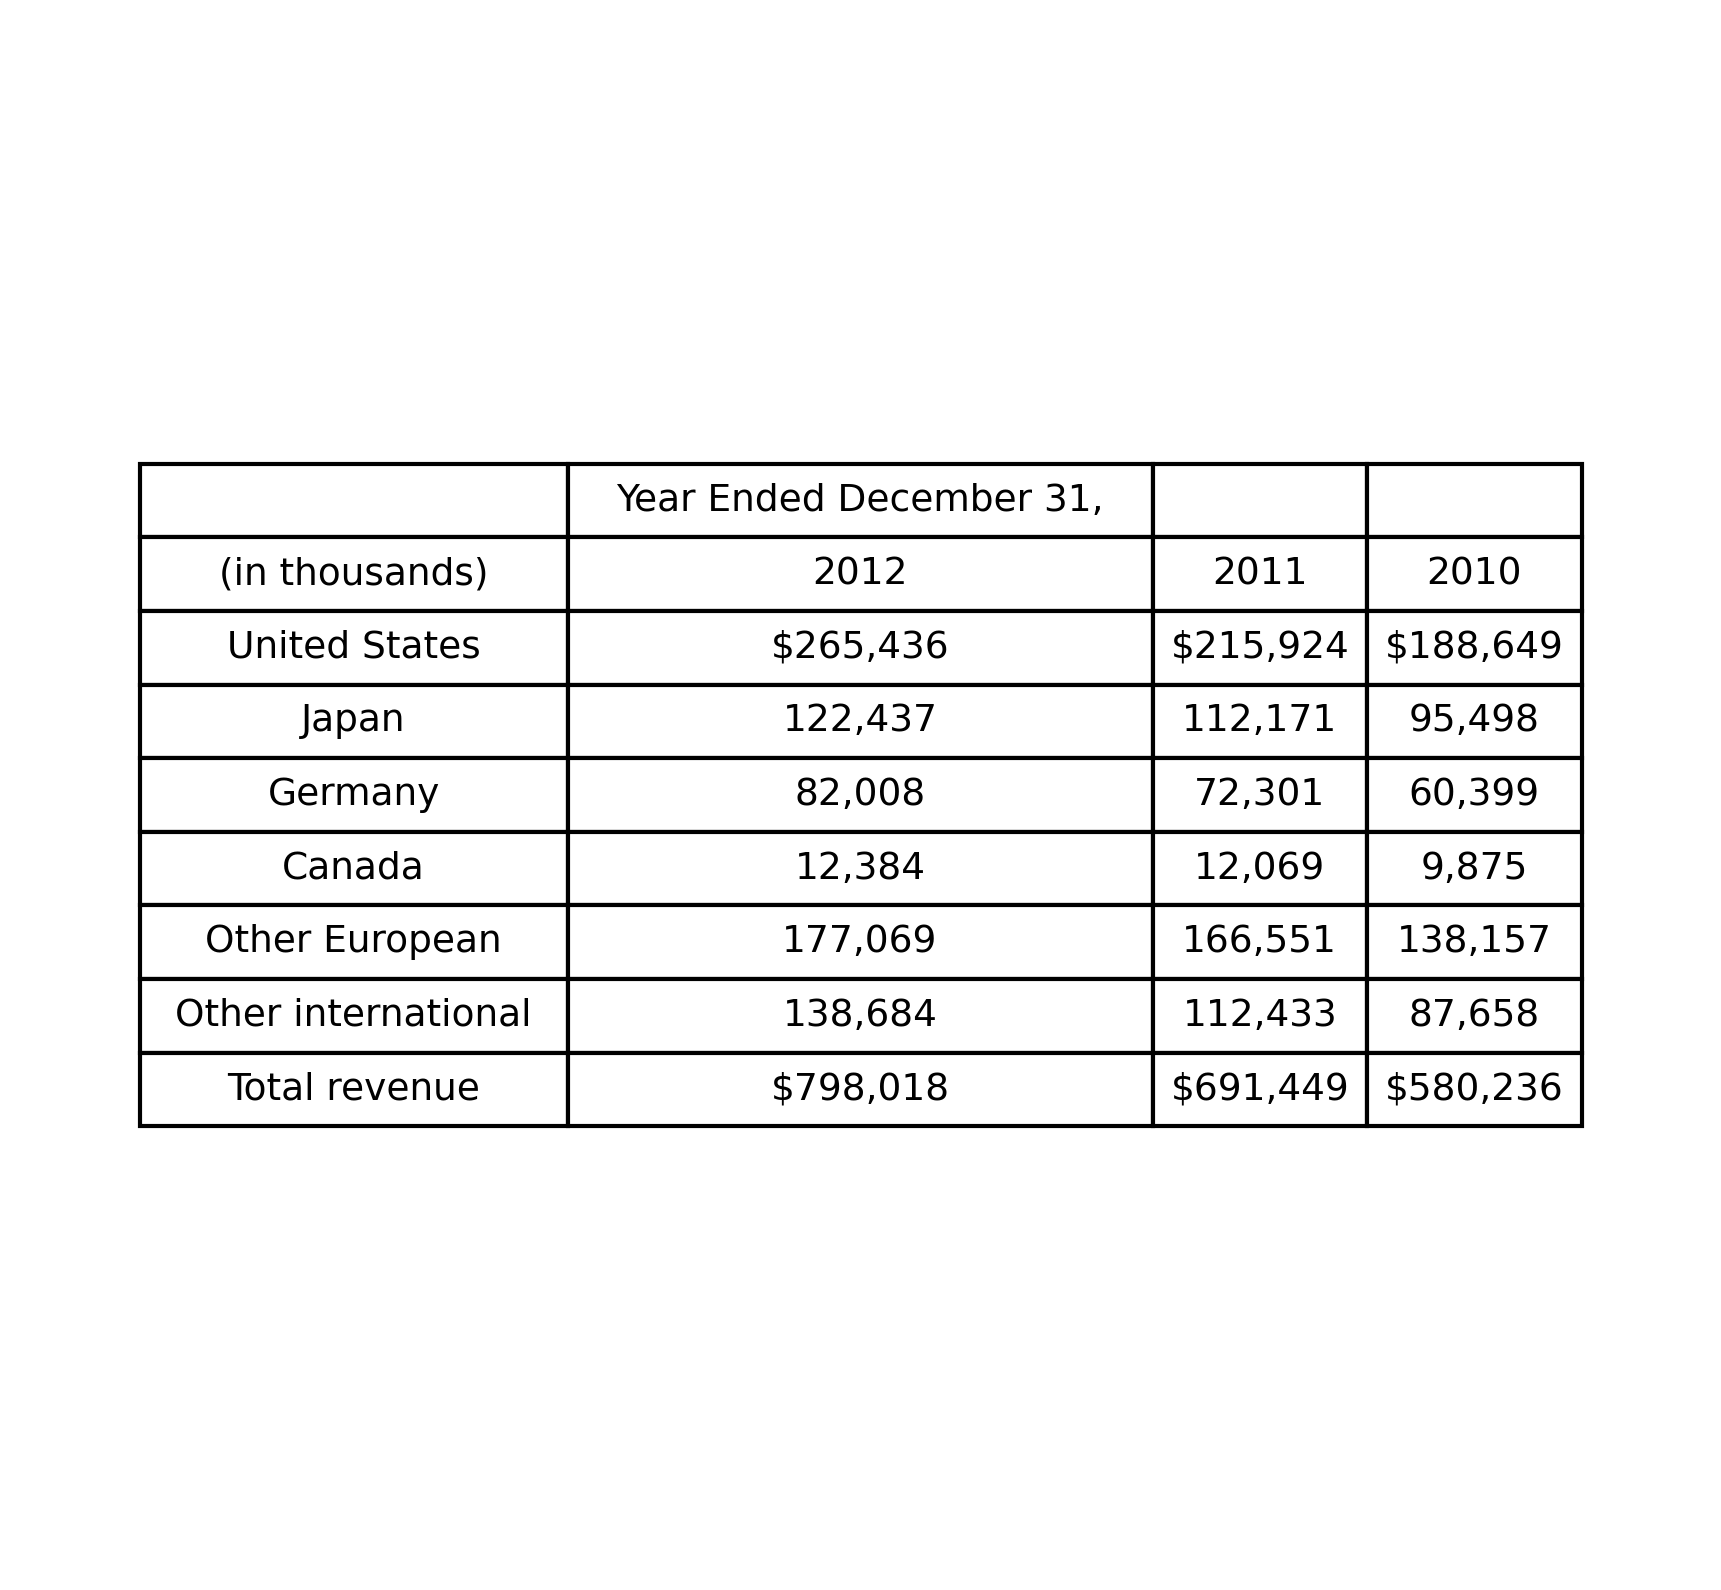 Year Ended December 31,
(in thousands) 2012 2011 2010
United States $265,436 $215,924 $188,649
Japan 122,437 112,171 95,498
Germany 82,008 72,301 60,399
Canada 12,384 12,069 9,875
Other European 177,069 166,551 138,157
Other international 138,684 112,433 87,658
Total revenue $798,018 $691,449 $580,236